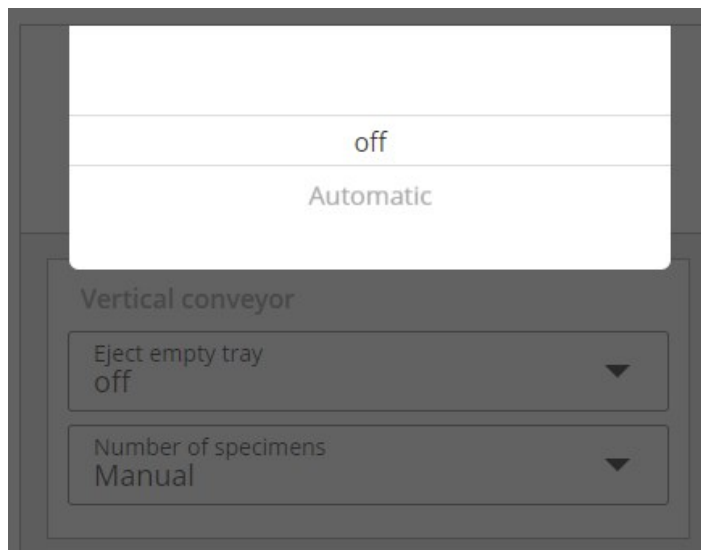 off
Automatic
Vertical conveyor
Eject empty tray
off
Number of specimens
Manual